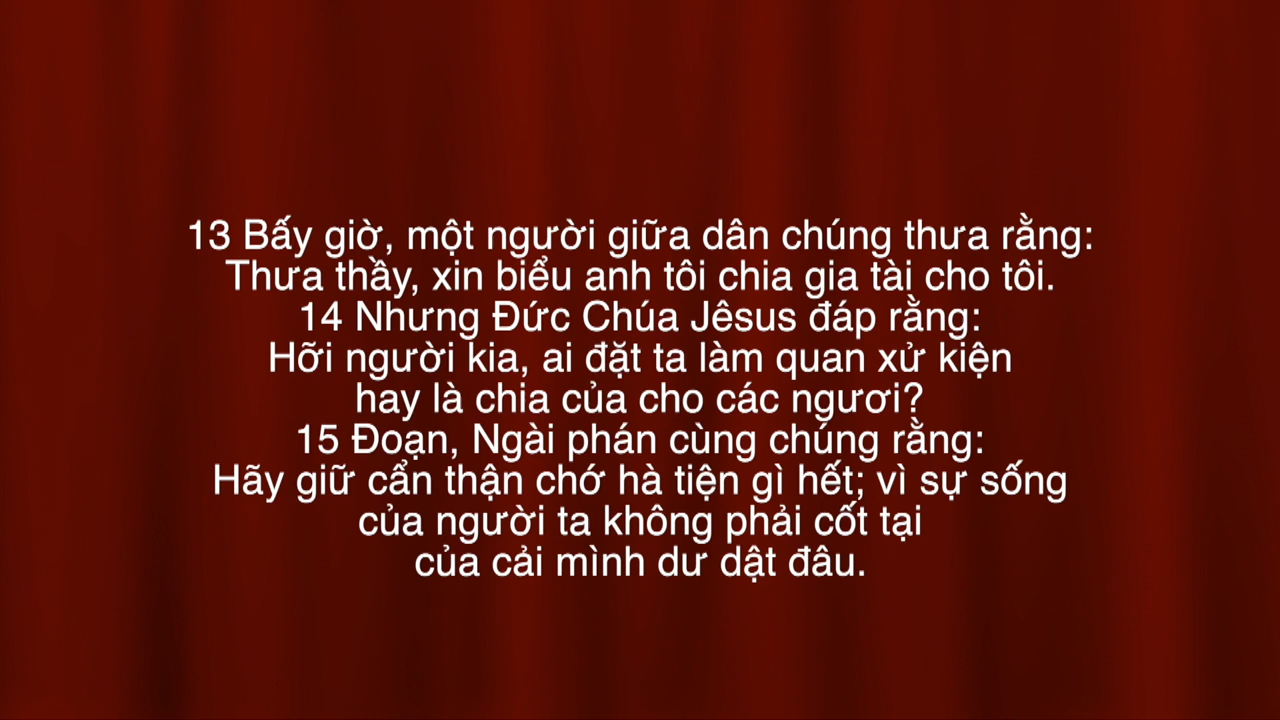 13 Bấy giờ, một người giữa dân chúng thưa rằng:
Thưa thầy, xin biểu anh tôi chia gia tài cho tôi.
14 Nhưng Đức Chúa Jêsus đáp rằng:
Hỡi người kia, ai đặt ta làm quan xử kiện
hay là chia của cho các ngươi?
15 Đoạn, Ngài phán cùng chúng rằng:
Hãy giữ cẩn thận chớ hà tiện gì hết; vì sự sống
của người ta không phải cốt tại
của cải mình dư dật đâu.